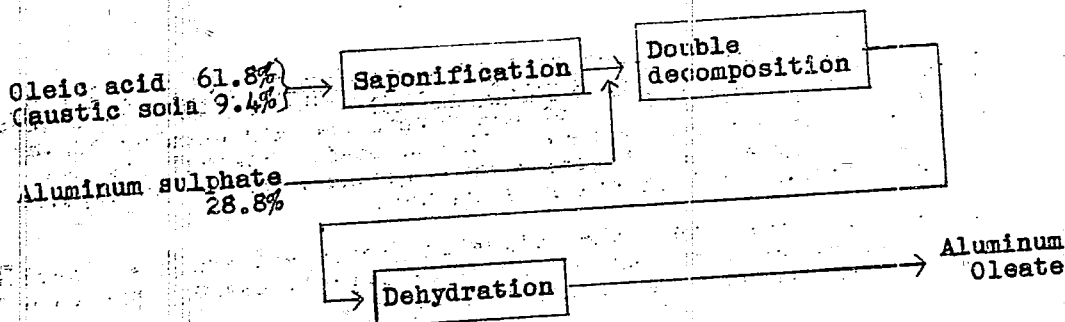 Oleic acid 61.8%
Caustic soda 9.4%
Saponification
Double
decomposition
Aluminum sulphate
28.8%
Dehydration
Aluminum
Oleate